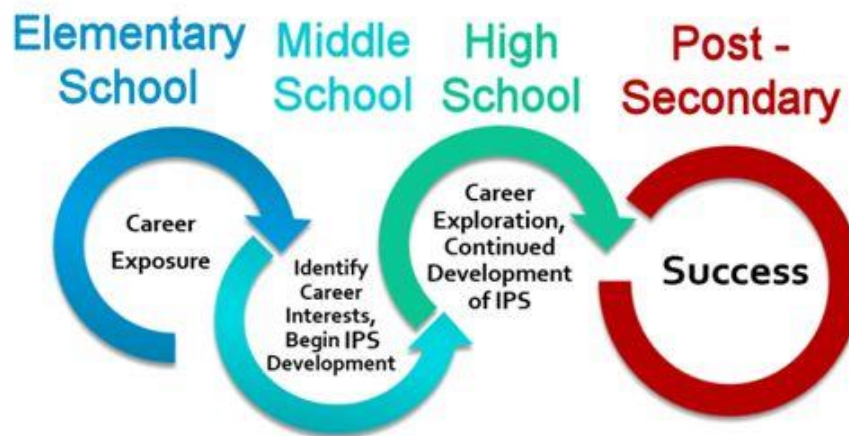 Elementary
School
Middle
School
High
School
Post -
Secondary
Career
Exposure
Identify
Career
Interests,
Begin IPS
Development
Career
Exploration,
Continued
Development
of IPS
Success